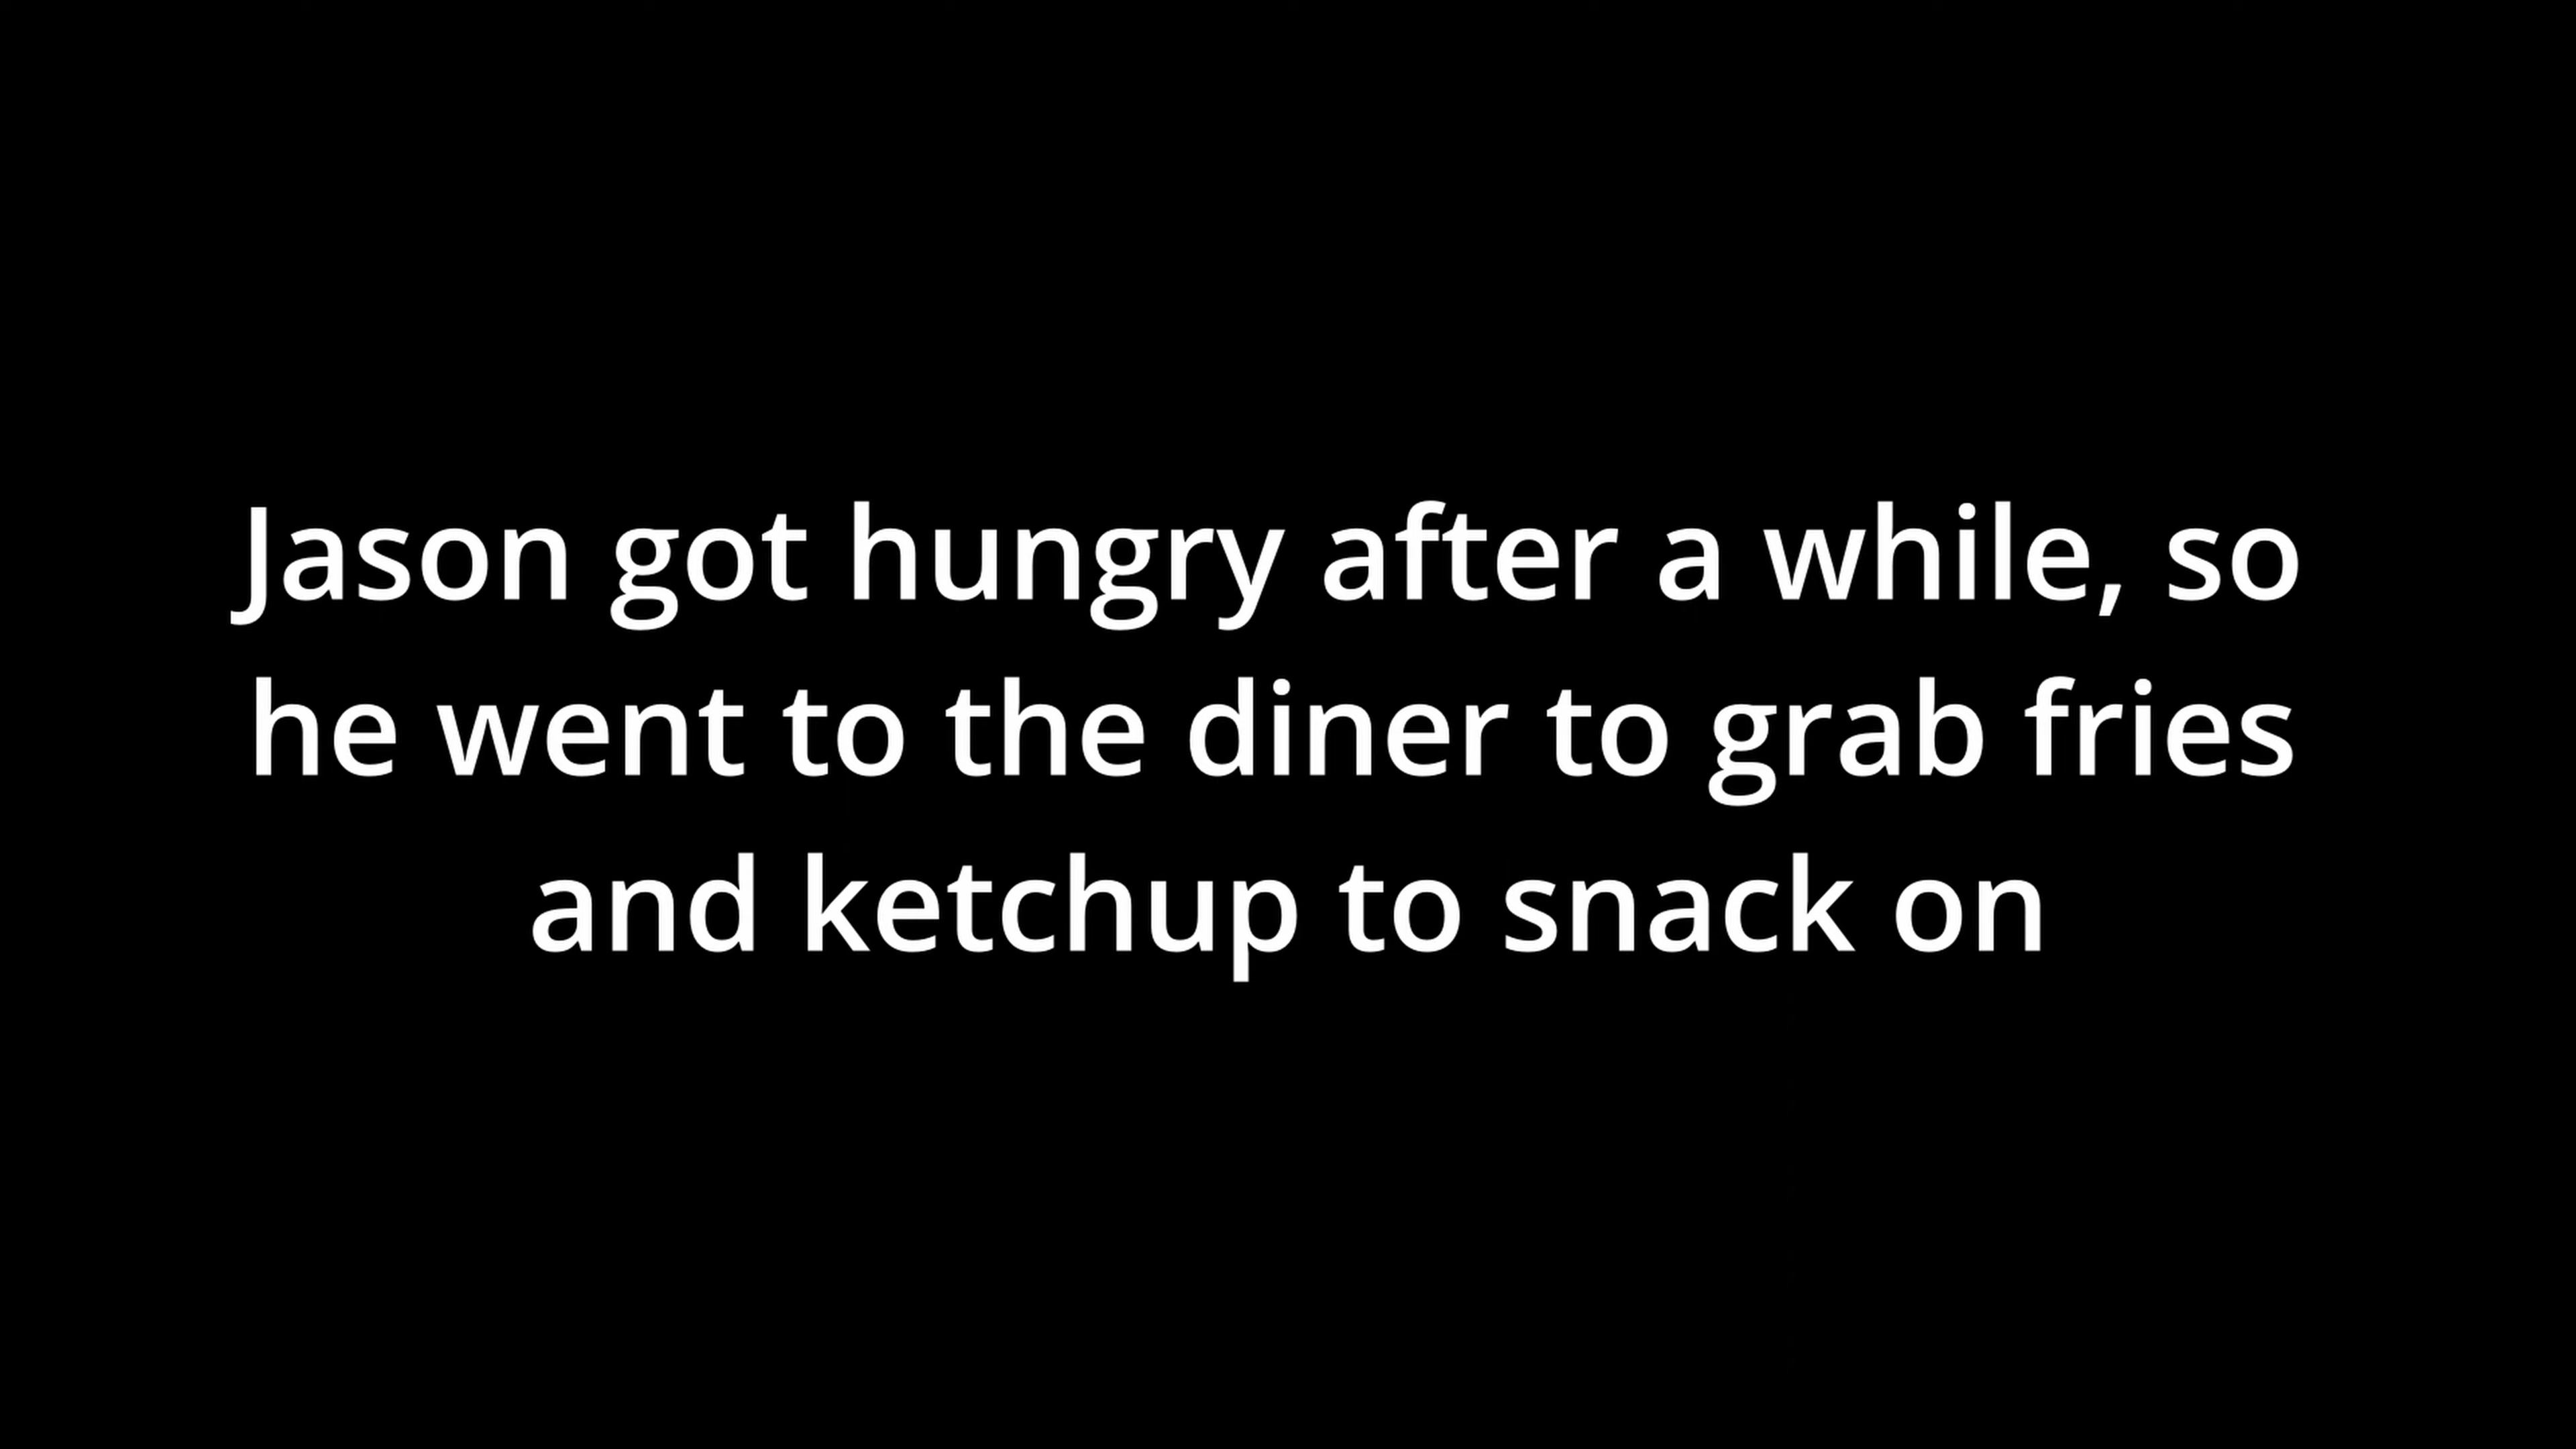 Jason got hungry after a while, so
he went to the diner to grab fries
and ketchup to snack on